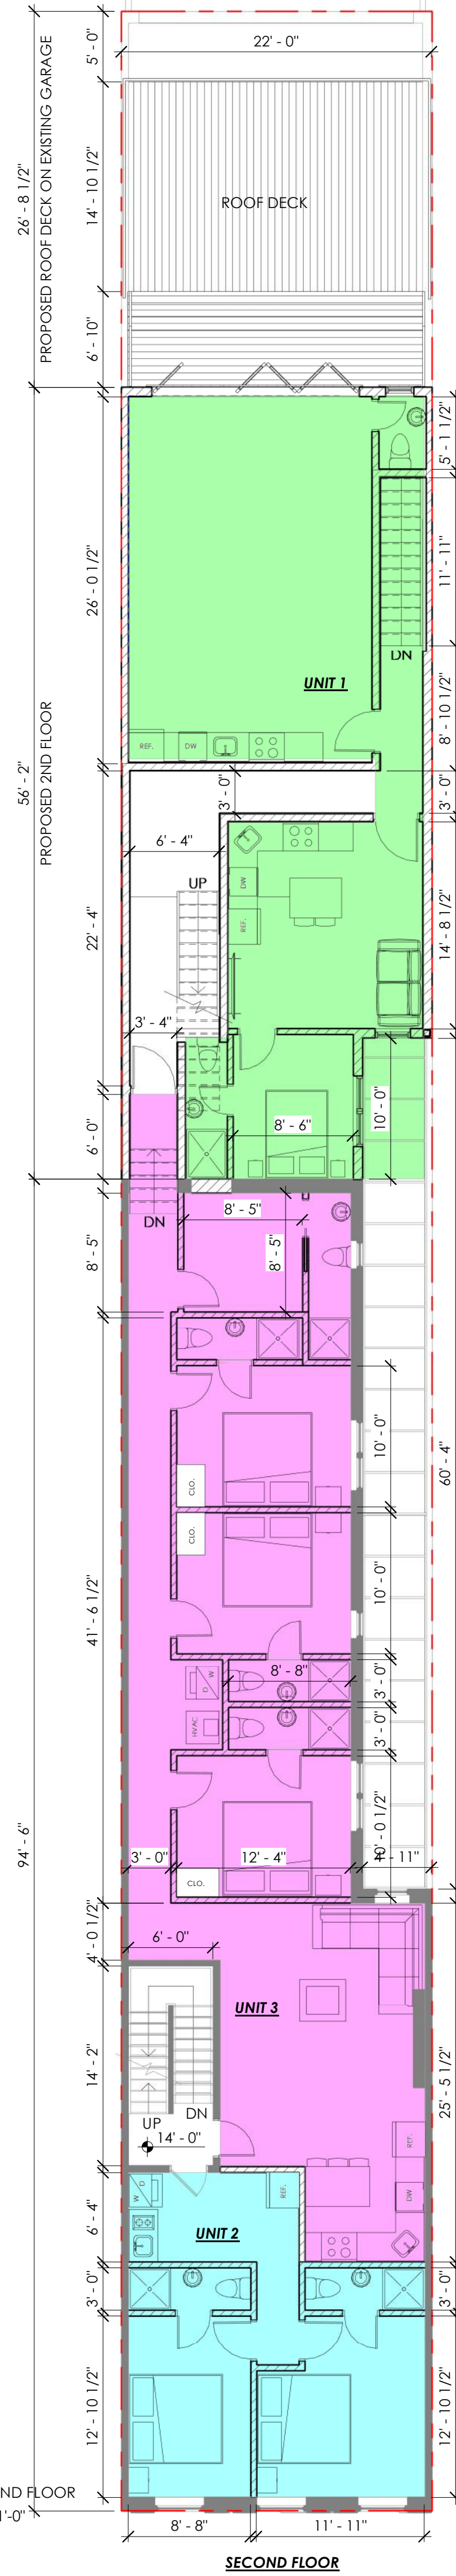 5' - 0"
22' - 0"
26' - 8 1/2"
PROPOSED ROOF DECK ON EXISTING GARAGE
14' - 10 1/2"
ROOF DECK
6' - 10"
5' - 1 1/2"
11' - 11"
26' - 0 1/2"
DN
UNIT 1
8' - 10 1/2"
REF.
DW
56' - 2"
PROPOSED 2ND FLOOR
3' - 0"
3' - 0"
6' - 4"
UP
DW
REF.
22' - 4"
14' - 8 1/2"
3' - 4"
8' - 6"
10' - 0"
6' - 0"
DN
8' - 5"
8' - 5"
8' - 5"
10' - 0"
CLO.
CLO.
60' - 4"
10' - 0"
41' - 6 1/2"
8' - 8"
3' - 0"
D W
HVAC
3' - 0"
10' - 0 1/2"
94' - 6"
3' - 0"
12' - 4"
4' - 11"
CLO.
4' - 0 1/2"
6' - 0"
UNIT 3
14' - 2"
25' - 5 1/2"
UP
DN
14' - 0"
REF.
DW
W D
REF.
6' - 4"
UNIT 2
3' - 0"
3' - 0"
12' - 10 1/2"
12' - 10 1/2"
ND FLOOR
1'-0"
8' - 8"
11' - 11"
SECOND FLOOR